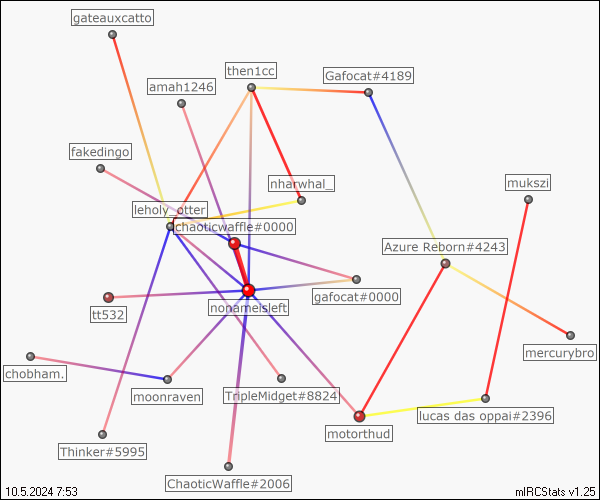 gateauxcatto
then1cc
Gafocat#4189
amah1246
fakedingo
nharwhal_
mukszi
leholy_otter
chaoticwaffle#0000
Azure Reborn#4243
gafocat#0000
nonameisleft
tt532
mercurybro
chobham.
moonraven
TripleMidget#8824
lucas das oppai#2396
motorthud
Thinker#5995
ChaoticWaffle#2006
10.5.2024 7:53
mIRCStats v1.25